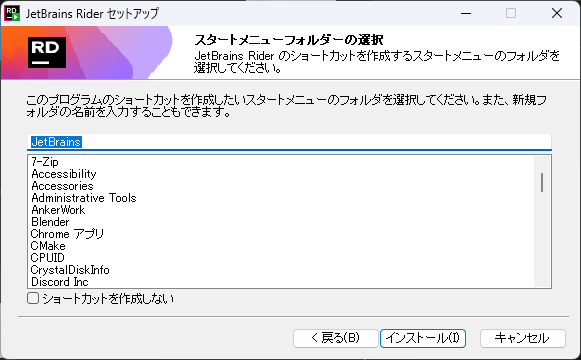 JetBrains Rider セットアップ
RD
スタートメニューフォルダーの選択
JetBrains Rider のショートカットを作成するスタートメニューのフォルダを
選択してください。
このプログラムのショートカットを作成したいスタートメニューのフォルダを選択してください。また、新規フ
ォルダの名前を入力することもできます。
JetBrains
7-Zip
Accessibility
Accessories
Administrative Tools
AnkerWork
Blender
Chrome アプリ
CMake
CPUID
CrystalDiskInfo
Discord Inc
ショートカットを作成しない
< 戻る(B)
インストール(I)
キャンセル